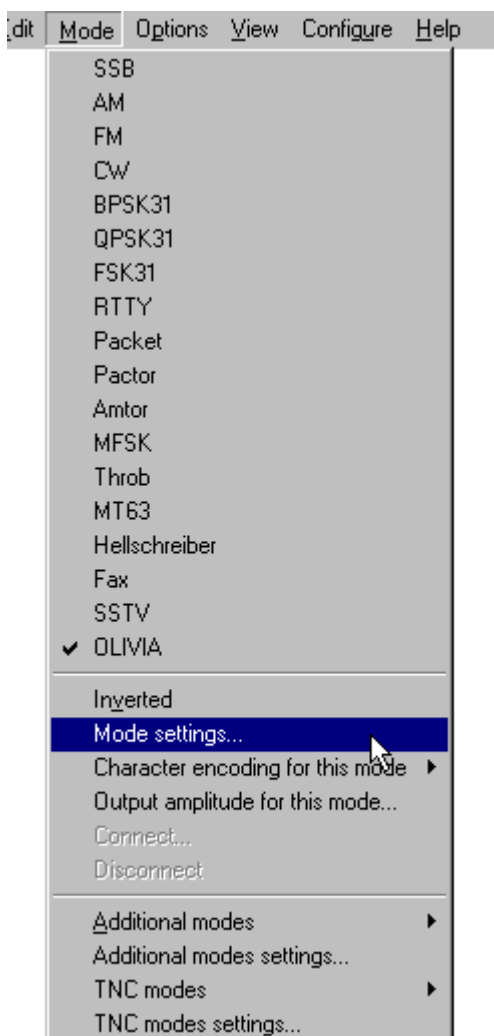 dit Mode Options View Configure Help
SSB
AM
FM
CW
BPSK31
QPSK31
FSK31
RTTY
Packet
Pactor
Amtor
MFSK
Throb
MT63
Hellschreiber
Fax
SSTV
OLIVIA
Inverted
Mode settings...
Character encoding for this mode
Output amplitude for this mode...
Connect...
Disconnect
Additional modes
Additional modes settings...
TNC modes
TNC modes settings...